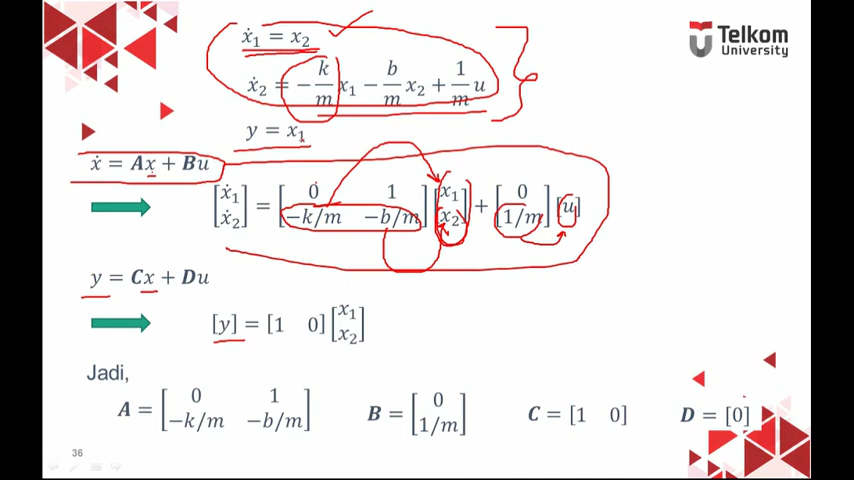 Telkom
University
ẋ₁ = x₂
ẋ₂ = −k/m x₁ − b/m x₂ + 1/m u
y = x₁
ẋ = Ax + Bu
[ẋ₁ ẋ₂] = [0 1 −k/m −b/m] [x₁ x₂] + [0 1/m] [u]
y = Cx + Du
[y] = [1 0] [x₁ x₂]
Jadi,
A = [0 1 −k/m −b/m] B = [0 1/m] C = [1 0] D = [0]
36